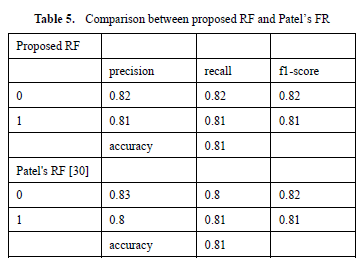 Table 5. Comparison between proposed RF and Patel's FR
Proposed RF
precision recall f1-score
0 0.82 0.82 0.82
1 0.81 0.81 0.81
accuracy 0.81
Patel's RF [30]
0 0.83 0.8 0.82
1 0.8 0.81 0.81
accuracy 0.81